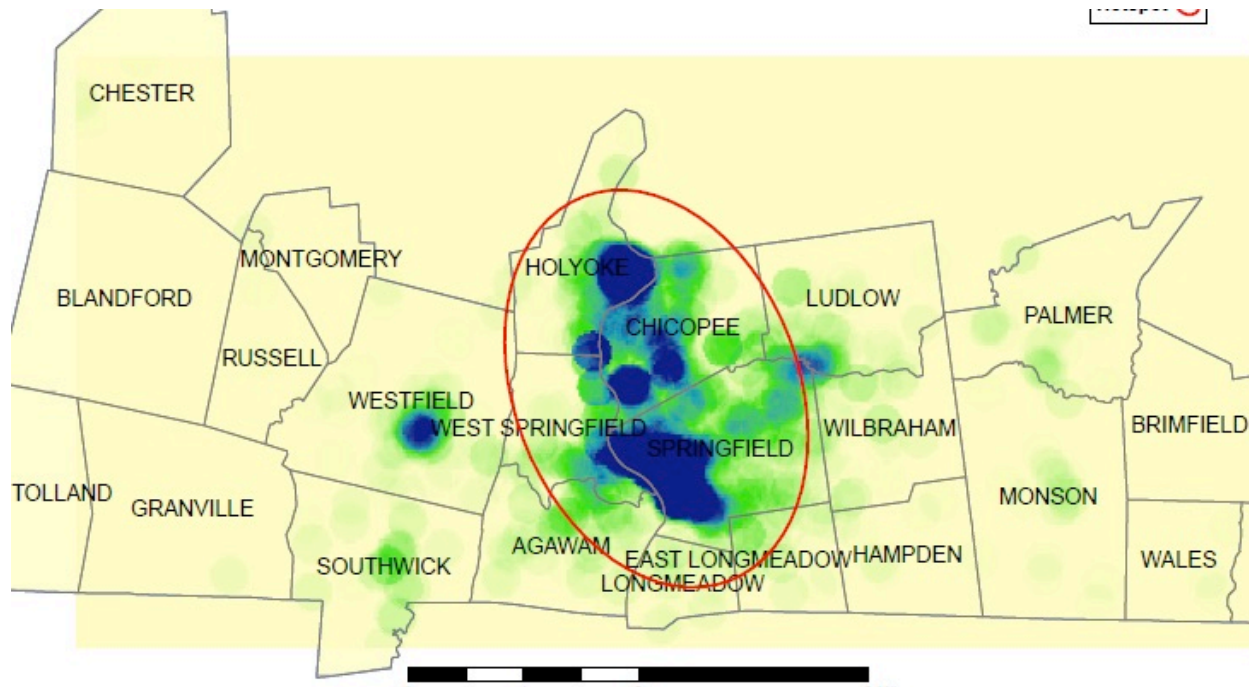 CHESTER
MONTGOMERY
HOLYOKE
BLANDFORD
LUDLOW
PALMER
CHICOPEE
RUSSELL
WESTFIELD
WEST SPRINGFIELD
SPRINGFIELD
WILBRAHAM
BRIMFIELD
TOLLAND
GRANVILLE
MONSON
AGAWAM
EAST LONGMEADOW
HAMPDEN
WALES
SOUTHWICK
LONGMEADOW